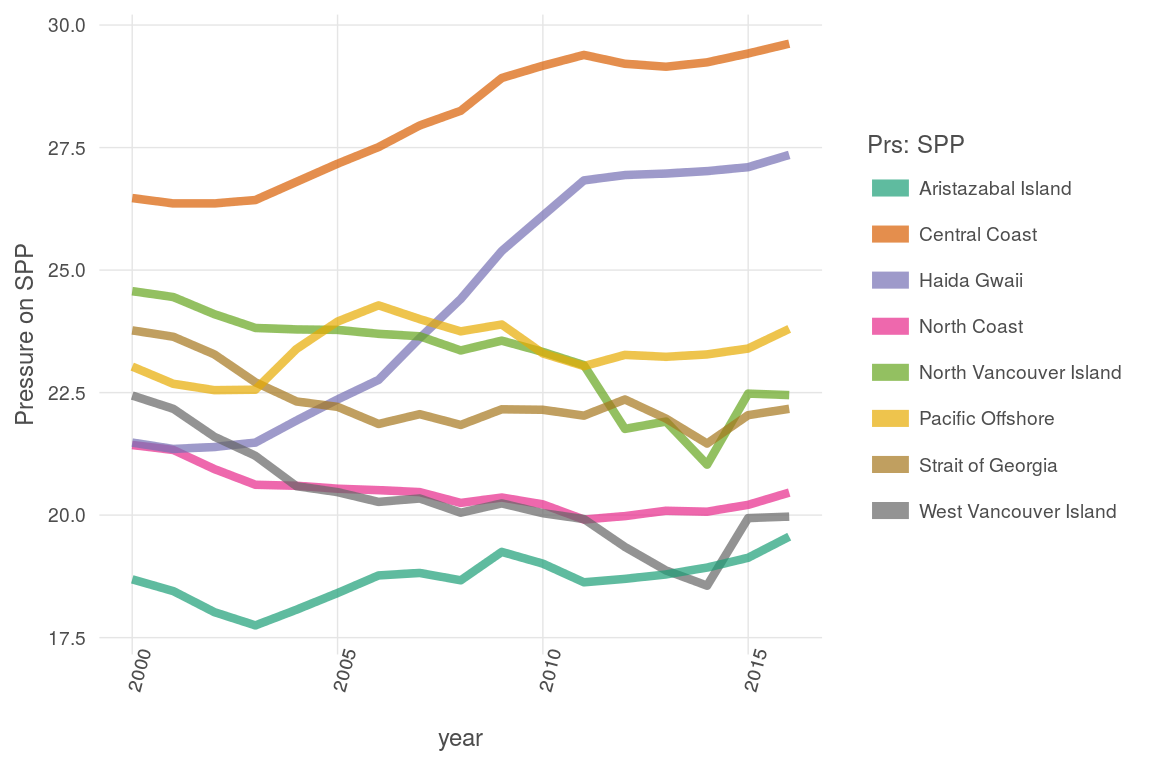 30.0
27.5
25.0
22.5
20.0
17.5
Pressure on SPP
2000
2005
2010
2015
year
Prs: SPP
Aristazabal Island
Central Coast
Haida Gwaii
North Coast
North Vancouver Island
Pacific Offshore
Strait of Georgia
West Vancouver Island